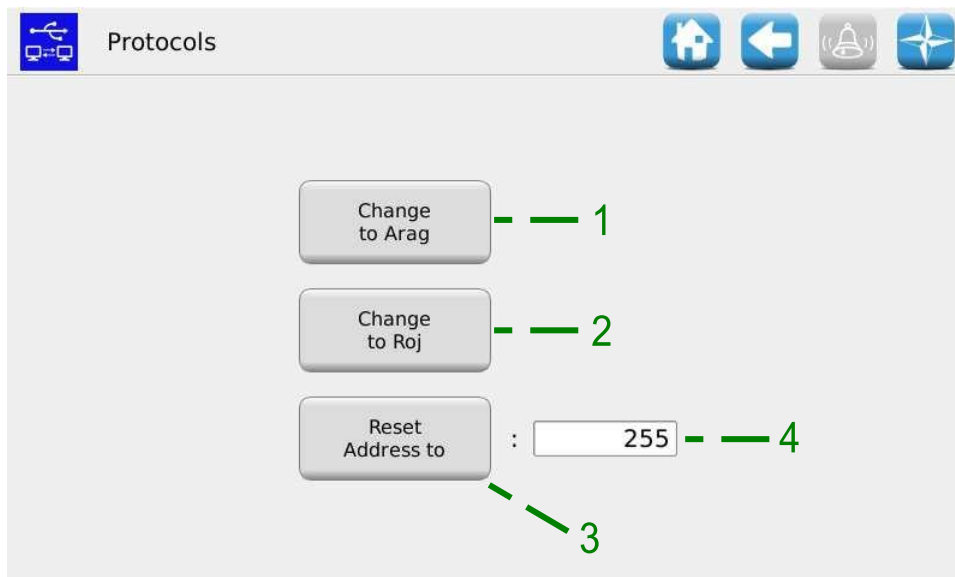 Protocols
Change
to Arag
1
Change
to Roj
2
Reset
Address to
: 255
4
3